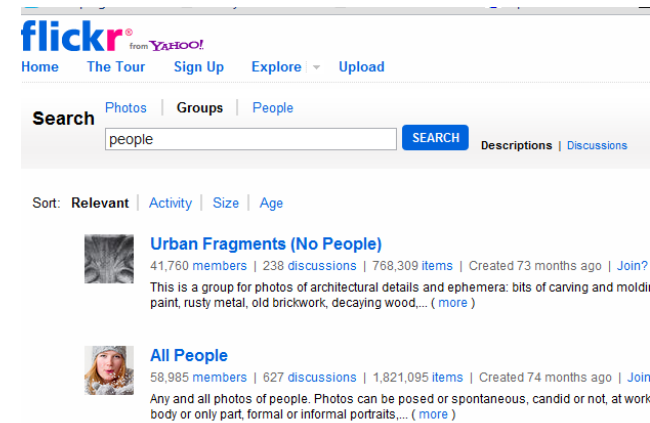 flickr® from YAHOO!
Home The Tour Sign Up Explore Upload
Photos | Groups | People
Search
people SEARCH Descriptions | Discussions
Sort: Relevant | Activity | Size | Age
Urban Fragments (No People)
41,760 members | 238 discussions | 768,309 items | Created 73 months ago | Join?
This is a group for photos of architectural details and ephemera: bits of carving and moldi
paint, rusty metal, old brickwork, decaying wood,... ( more )
All People
58,985 members | 627 discussions | 1,821,095 items | Created 74 months ago | Join
Any and all photos of people. Photos can be posed or spontaneous, candid or not, at work
body or only part, formal or informal portraits,... ( more )